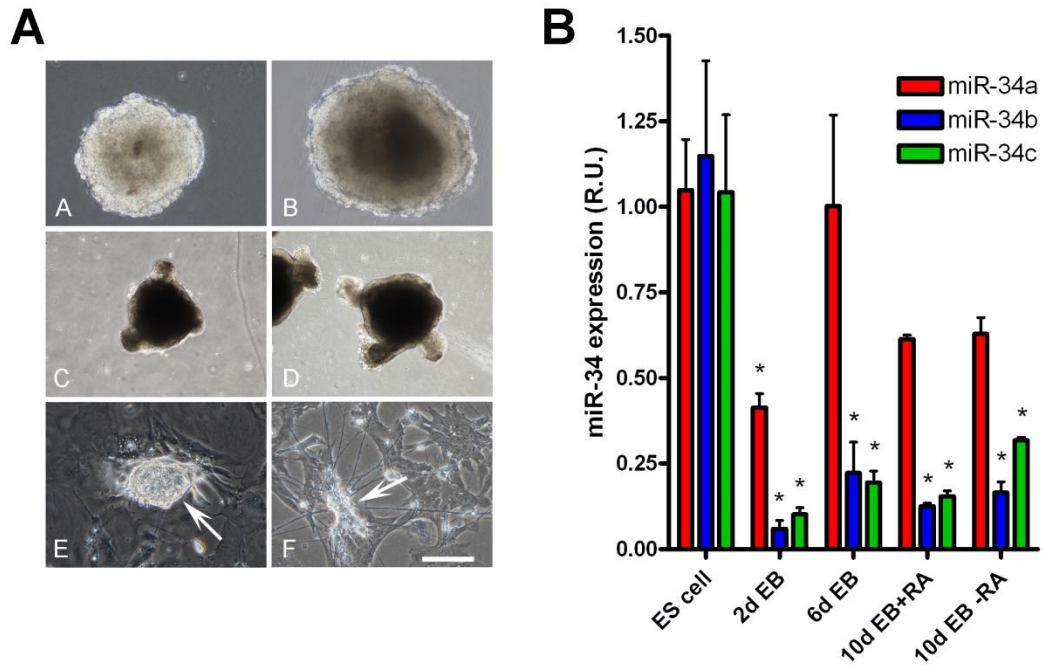 A
B
A
B
C
D
E
F
miR-34 expression (R.U.)
1.50
1.25
1.00
0.75
0.50
0.25
0.00
miR-34a
miR-34b
miR-34c
*
* *
* *
* *
* *
ES cell
2d EB
6d EB
10d EB+RA
10d EB -RA